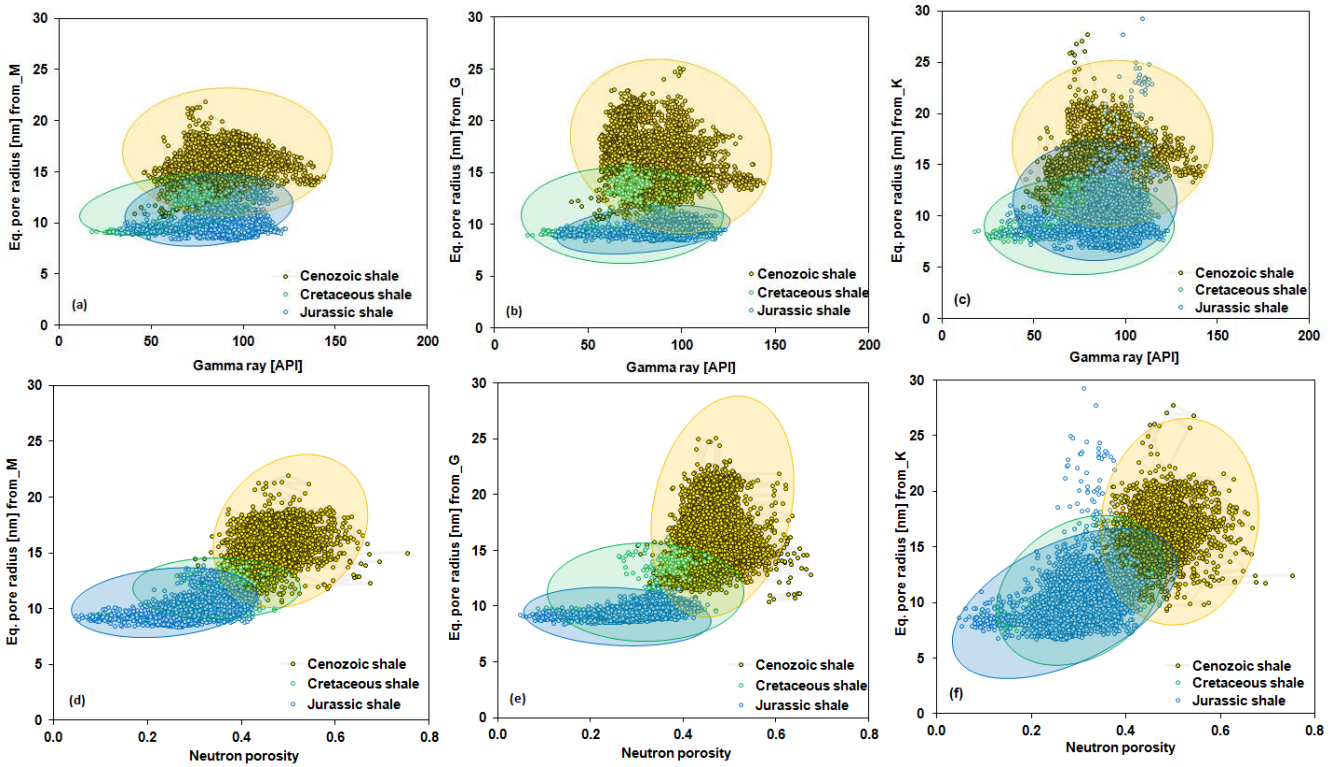 Eq. pore radius [nm] from_M
30
25
20
15
10
5
0
(a)
Cenozoic shale
Cretaceous shale
Jurassic shale
0
50
100
150
200
Gamma ray [API]
Eq. pore radius [nm] from_G
30
25
20
15
10
5
0
(b)
Cenozoic shale
Cretaceous shale
Jurassic shale
0
50
100
150
200
Gamma ray [API]
Eq. pore radius [nm] from_K
30
25
20
15
10
5
0
(c)
Cenozoic shale
Cretaceous shale
Jurassic shale
0
50
100
150
200
Gamma ray [API]
Eq. pore radius [nm] from_M
30
25
20
15
10
5
0
(d)
Cenozoic shale
Cretaceous shale
Jurassic shale
0.0
0.2
0.4
0.6
0.8
Neutron porosity
Eq. pore radius [nm] from_G
30
25
20
15
10
5
0
(e)
Cenozoic shale
Cretaceous shale
Jurassic shale
0.0
0.2
0.4
0.6
0.8
Neutron porosity
Eq. pore radius [nm] from_K
30
25
20
15
10
5
0
(f)
Cenozoic shale
Cretaceous shale
Jurassic shale
0.0
0.2
0.4
0.6
0.8
Neutron porosity